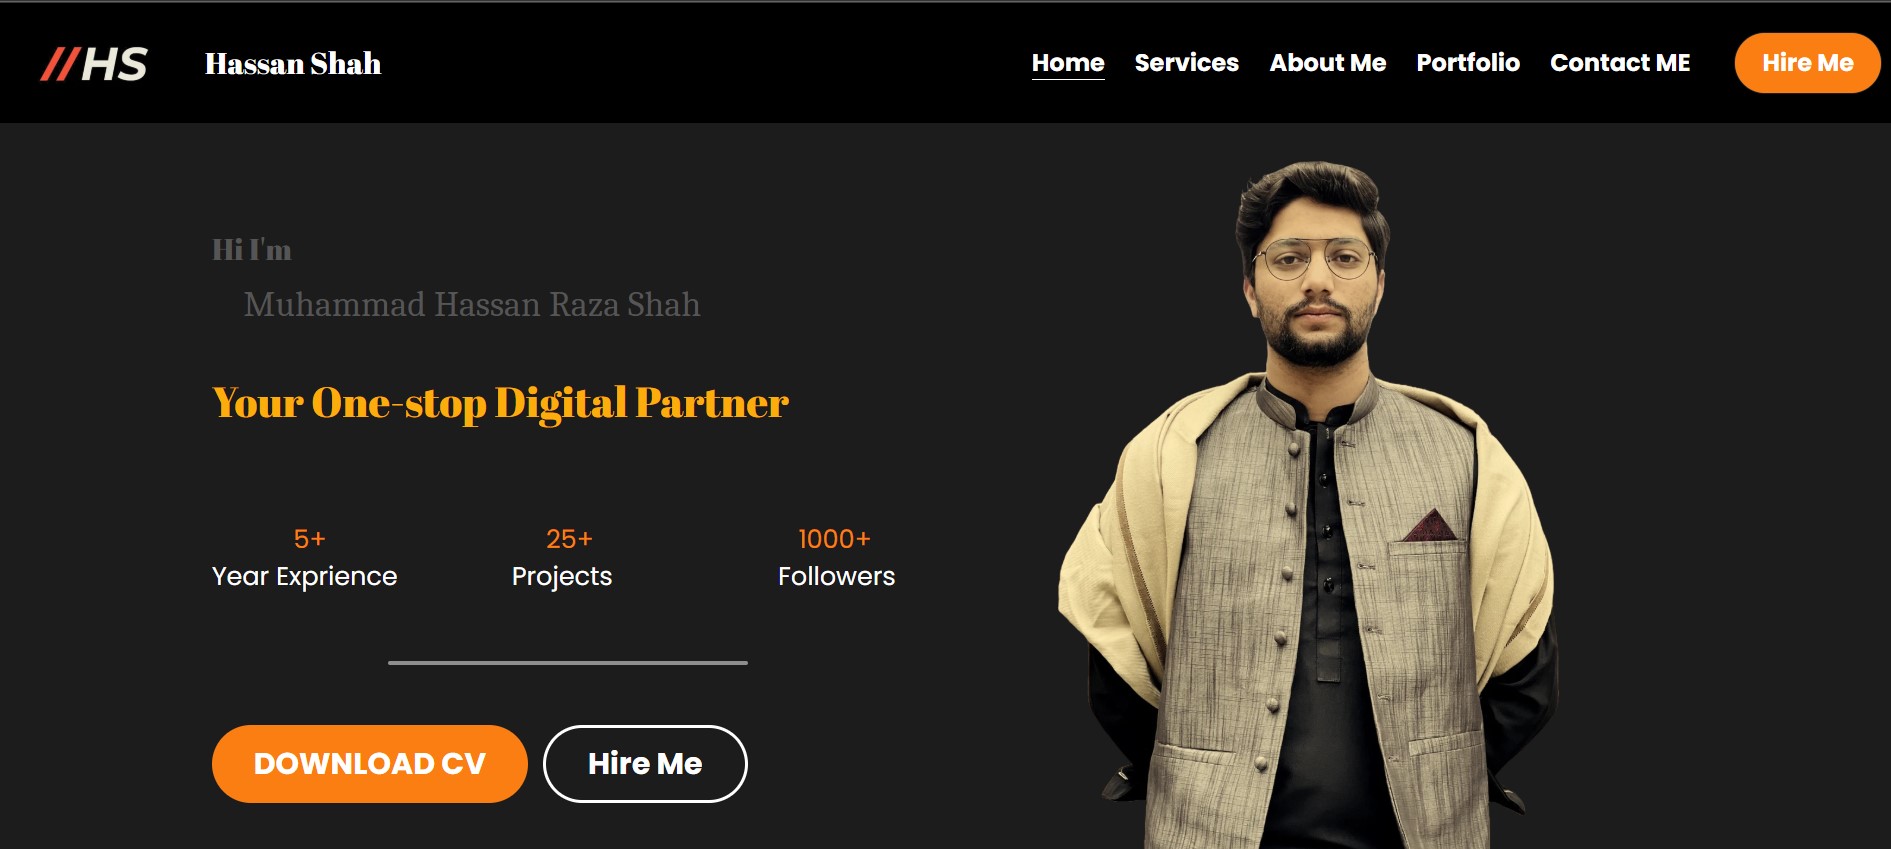 //HS Hassan Shah Home Services About Me Portfolio Contact ME Hire Me
Hi I'm
Muhammad Hassan Raza Shah
Your One-stop Digital Partner
5+ 25+ 1000+
Year Exprience Projects Followers
DOWNLOAD CV Hire Me